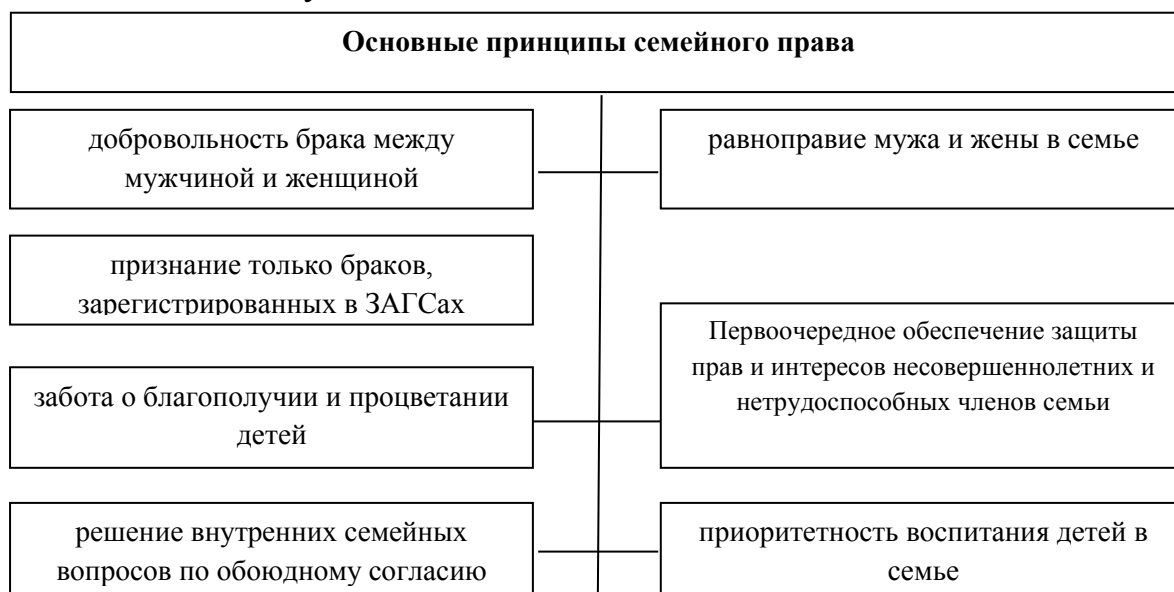 Основные принципы семейного права
добровольность брака между
мужчиной и женщиной
равноправие мужа и жены в семье
признание только браков,
зарегистрированных в ЗАГСах
Первоочередное обеспечение защиты
прав и интересов несовершеннолетних и
нетрудоспособных членов семьи
забота о благополучии и процветании
детей
решение внутренних семейных
вопросов по обоюдному согласию
приоритетность воспитания детей в
семье